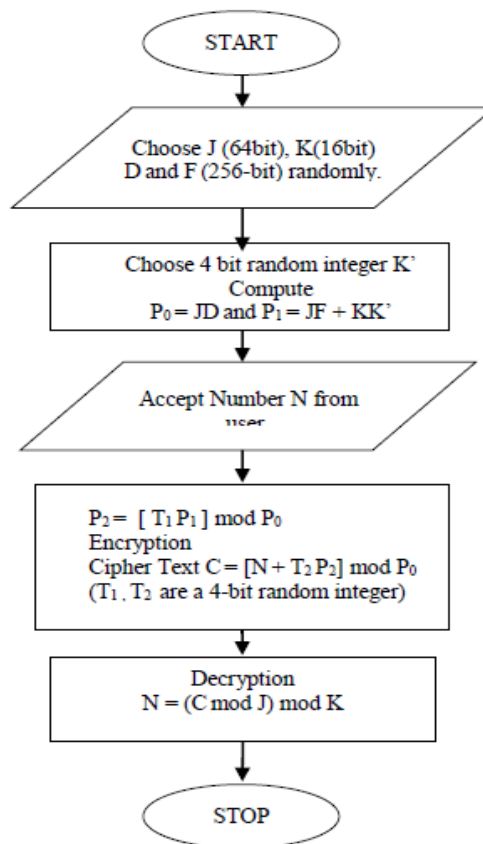 START
Choose J (64bit), K(16bit)
D and F (256-bit) randomly.
Choose 4 bit random integer K’
Compute
P₀ = JD and P₁ = JF + KK’
Accept Number N from
user
P₂ = [ T₁ P₁ ] mod P₀
Encryption
Cipher Text C = [N + T₂ P₂] mod P₀
(T₁ , T₂ are a 4-bit random integer)
Decryption
N = (C mod J) mod K
STOP